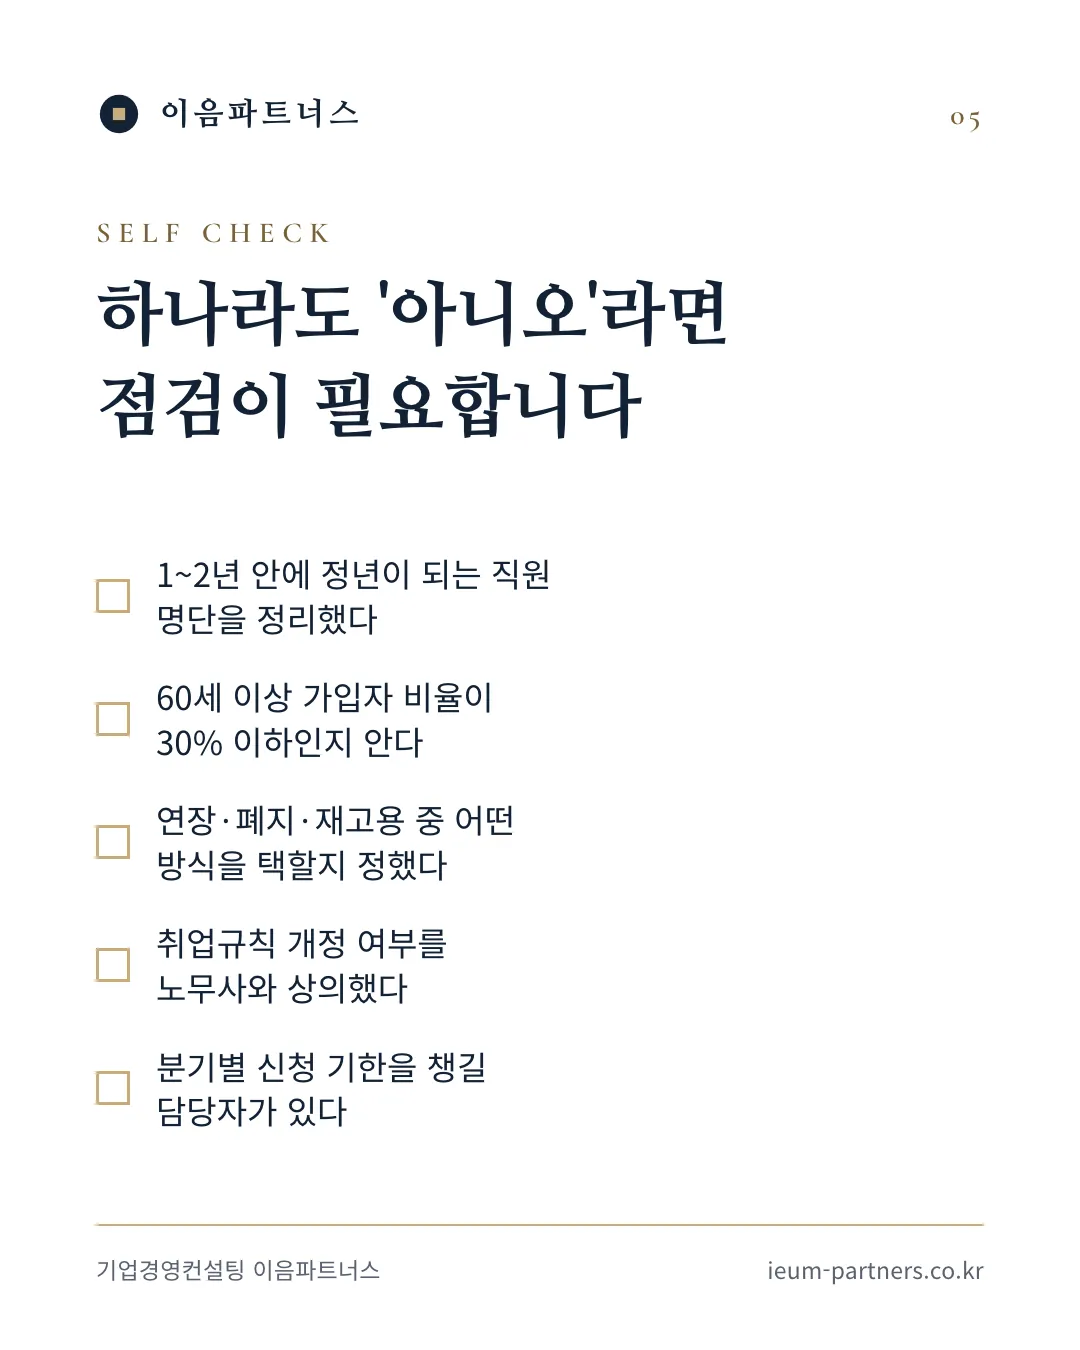 이음파트너스
05
SELF CHECK
하나라도 '아니오'라면
점검이 필요합니다
1~2년 안에 정년이 되는 직원
명단을 정리했다
60세 이상 가입자 비율이
30% 이하인지 안다
연장·폐지·재고용 중 어떤
방식을 택할지 정했다
취업규칙 개정 여부를
노무사와 상의했다
분기별 신청 기한을 챙길
담당자가 있다
기업경영컨설팅 이음파트너스
ieum-partners.co.kr